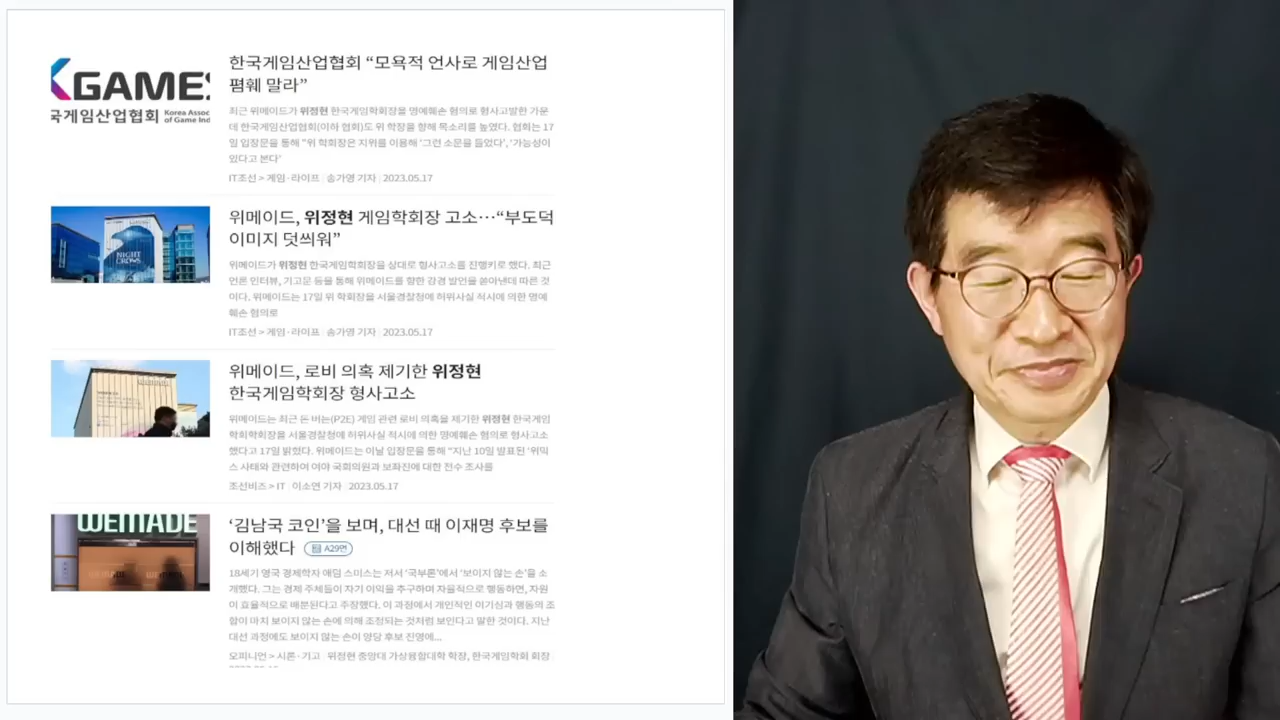 KGAMES
국게임산업협회 Korea Assoc
of Game Ind
한국게임산업협회 “모욕적 언사로 게임산업
폄훼 말라”
최근 위메이드가 위정현 한국게임학회장을 명예훼손 혐의로 형사고발한 가운
데 한국게임산업협회(이하 협회)도 위 학장을 향해 목소리를 높였다. 협회는 17
일 입장문을 통해 "위 학회장은 지위를 이용해 '그런 소문을 들었다', '가능성이
있다고 본다'
IT조선 > 게임·라이프 송가영 기자 2023.05.17
NIGHT
CROWS
위메이드, 위정현 게임학회장 고소…“부도덕
이미지 덧씌워”
위메이드가 위정현 한국게임학회장을 상대로 형사고소를 진행키로 했다. 최근
언론 인터뷰, 기고문 등을 통해 위메이드를 향한 강경 발언을 쏟아낸데 따른 것
이다. 위메이드는 17일 위 학회장을 서울경찰청에 허위사실 적시에 의한 명예
훼손 혐의로
IT조선 > 게임·라이프 송가영 기자 2023.05.17
위메이드, 로비 의혹 제기한 위정현
한국게임학회장 형사고소
위메이드는 최근 돈 버는(P2E) 게임 관련 로비 의혹을 제기한 위정현 한국게임
학회학회장을 서울경찰청에 허위사실 적시에 의한 명예훼손 혐의로 형사고소
했다고 17일 밝혔다. 위메이드는 이날 입장문을 통해 "지난 10일 발표된 '위믹
스 사태와 관련하여 여야 국회의원과 보좌진에 대한 전수 조사를
조선비즈 > IT 이소연 기자 2023.05.17
WEMADE
‘김남국 코인’을 보며, 대선 때 이재명 후보를
이해했다 A29면
18세기 영국 경제학자 애덤 스미스는 저서 '국부론'에서 '보이지 않는 손'을 소
개했다. 그는 경제 주체들이 자기 이익을 추구하며 자율적으로 행동하면, 자원
이 효율적으로 배분된다고 주장했다. 이 과정에서 개인적인 이기심과 행동의 조
합이 마치 보이지 않는 손에 의해 조정되는 것처럼 보인다고 말한 것이다. 지난
대선 과정에도 보이지 않는 손이 양당 후보 진영에...
오피니언 > 시론·기고 위정현 중앙대 가상융합대학 학장, 한국게임학회 회장